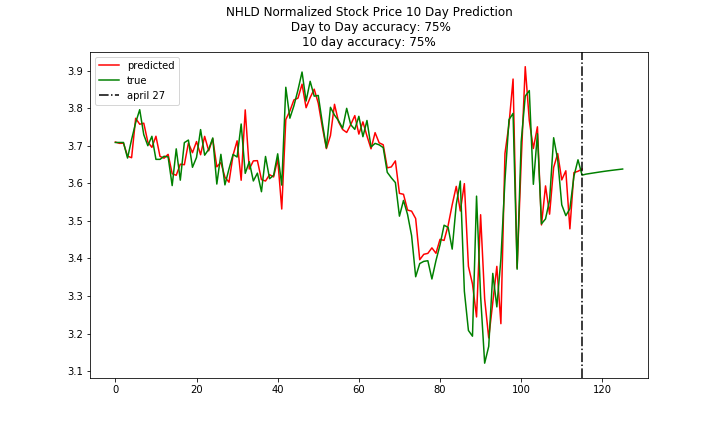 NHLD Normalized Stock Price 10 Day Prediction
Day to Day accuracy: 75%
10 day accuracy: 75%
predicted
true
april 27
3.9
3.8
3.7
3.6
3.5
3.4
3.3
3.2
3.1
0 20 40 60 80 100 120